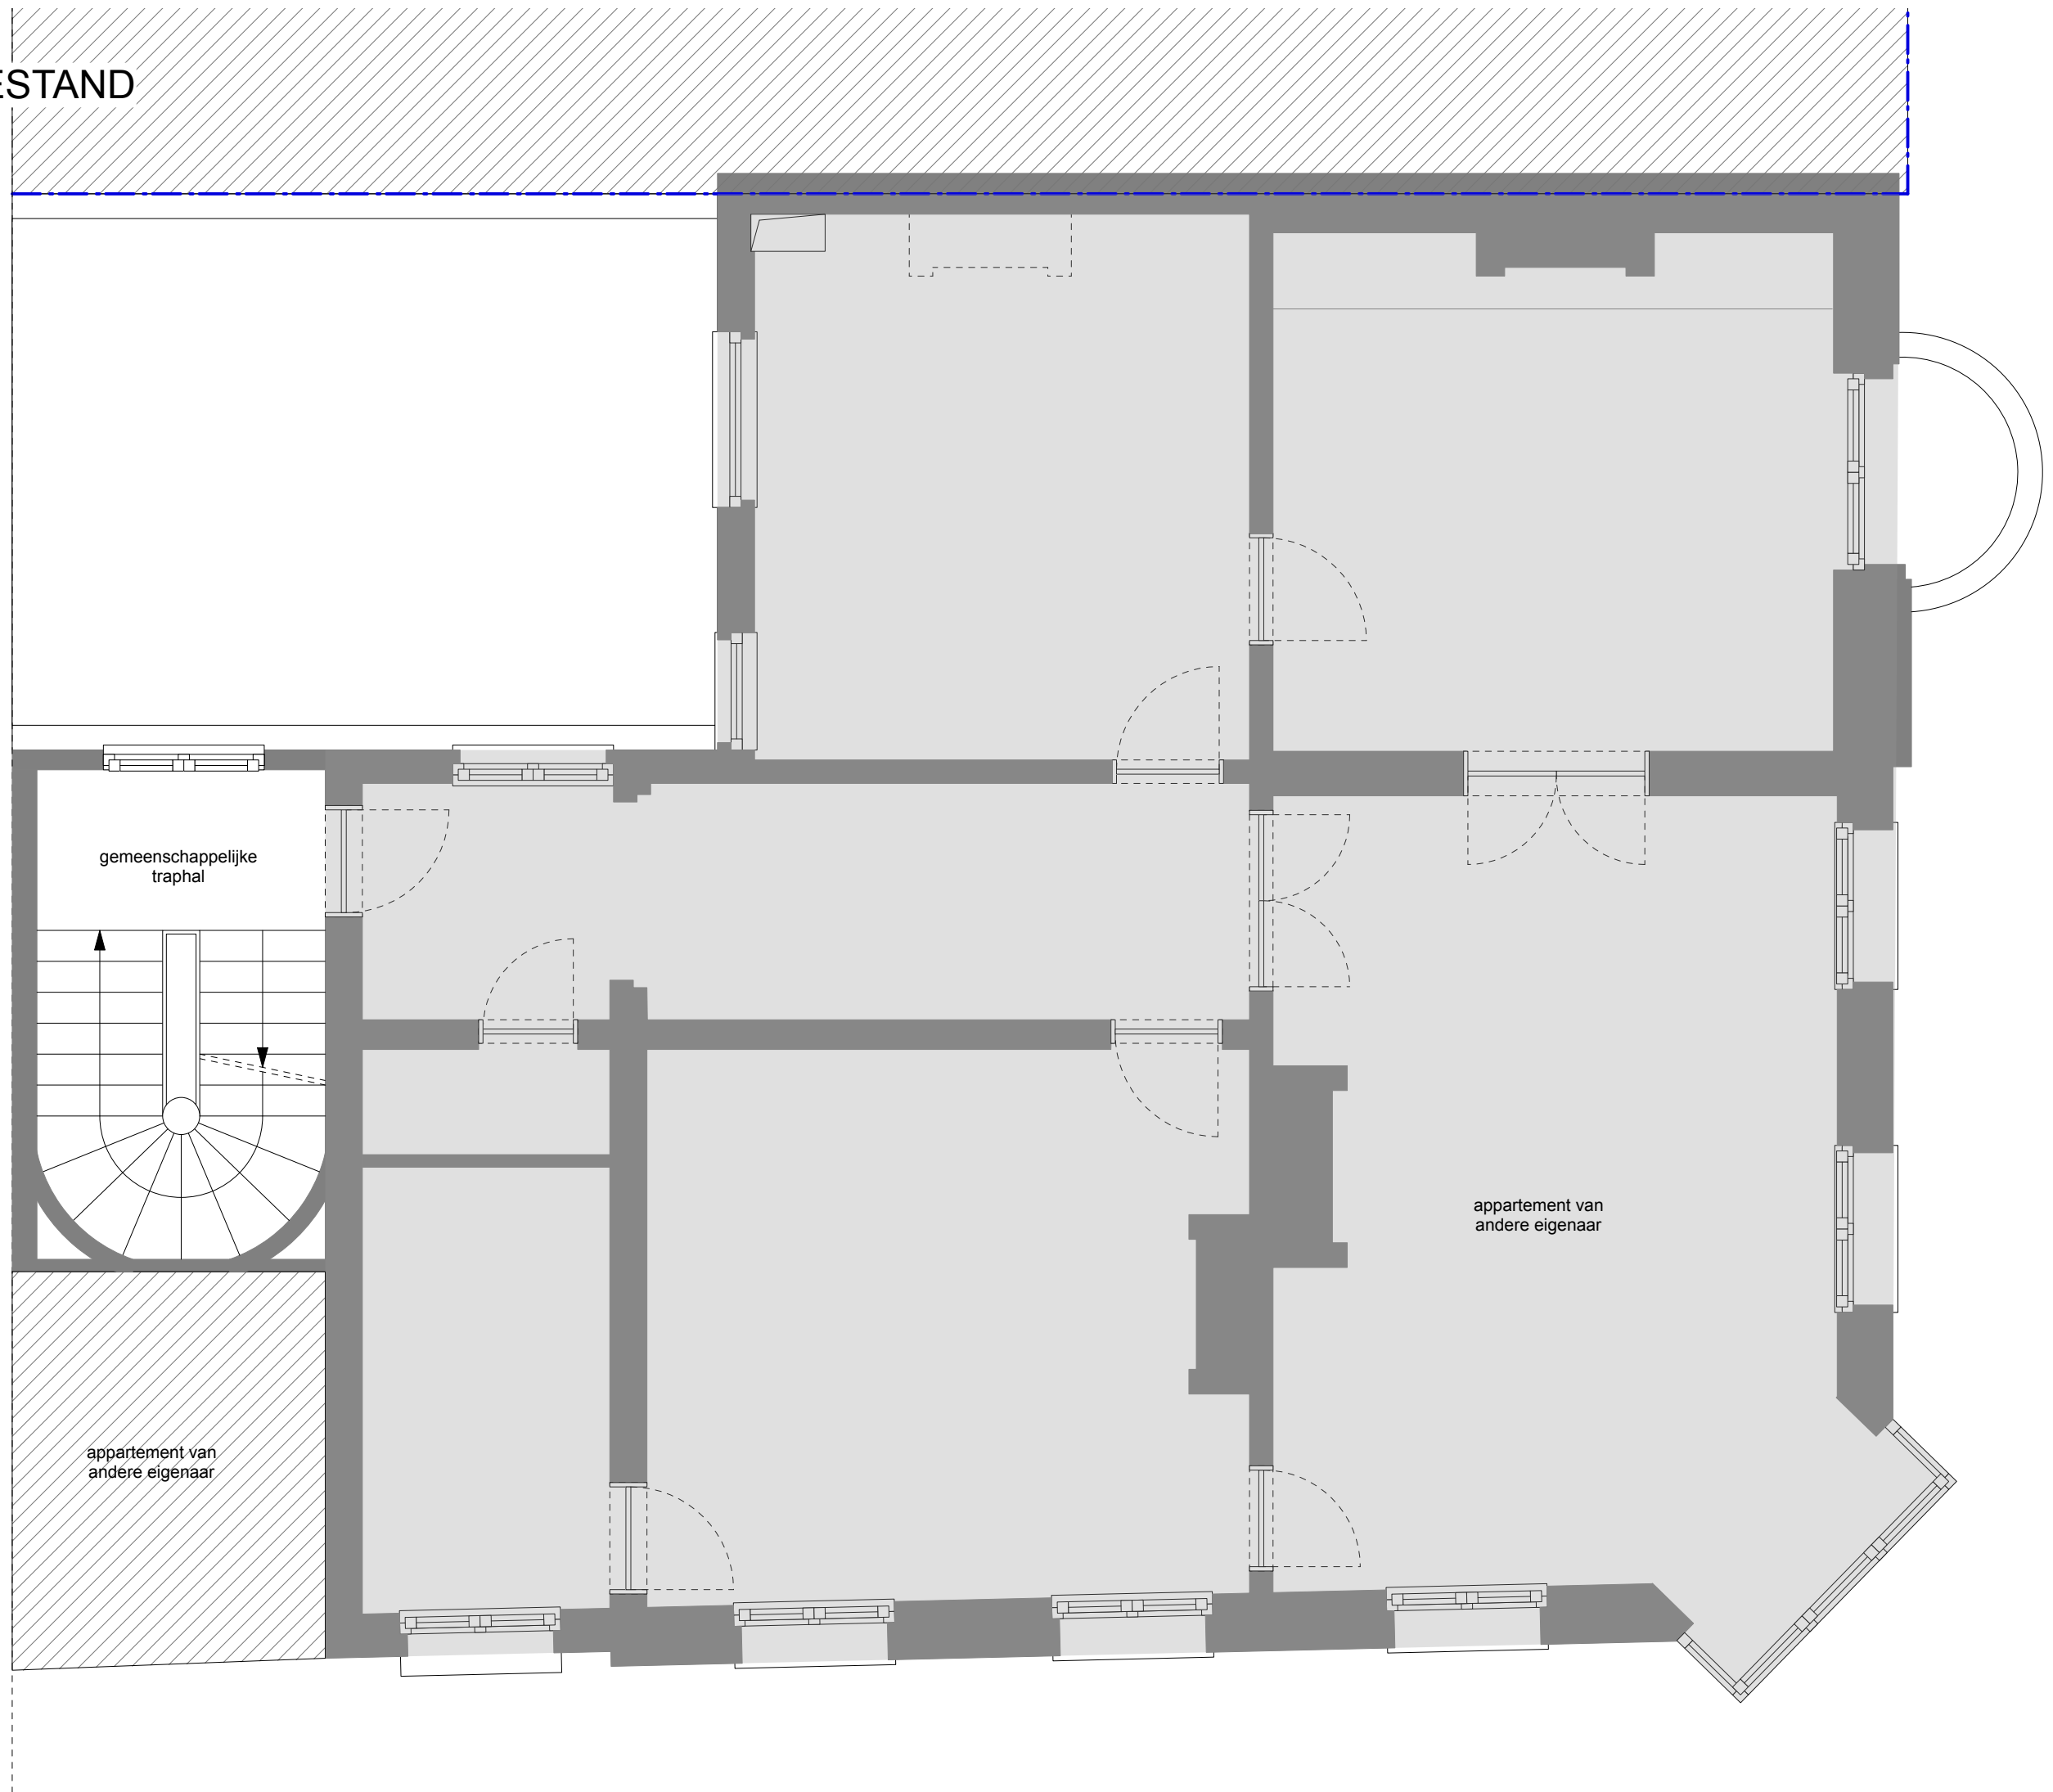 ESTAND
gemeenschappelijke
traphal
appartement van
andere eigenaar
appartement van
andere eigenaar